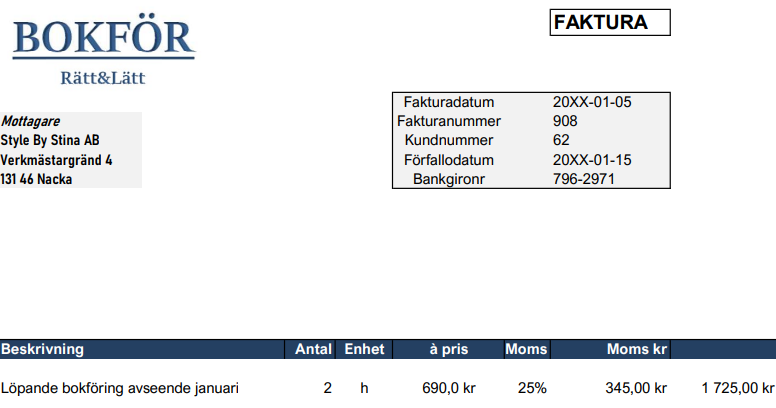 BOKFÖR
Rätt&Lätt
FAKTURA
Mottagare
Style By Stina AB
Verkmästargränd 4
131 46 Nacka
Fakturadatum 20XX-01-05
Fakturanummer 908
Kundnummer 62
Förfallodatum 20XX-01-15
Bankgironr 796-2971
Beskrivning Antal Enhet à pris Moms Moms kr
Löpande bokföring avseende januari 2 h 690,0 kr 25% 345,00 kr 1 725,00 kr